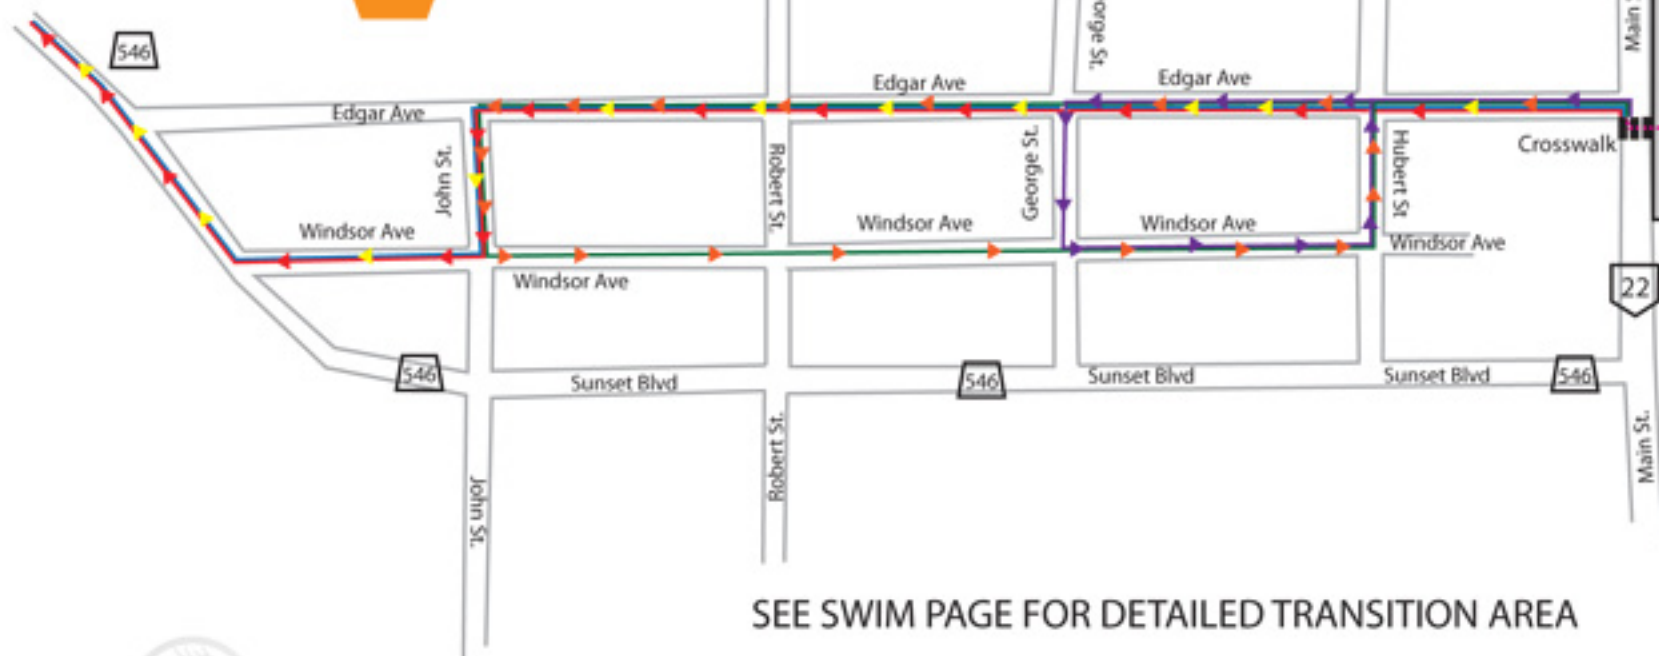 orge St.
Main S
546
Edgar Ave
Edgar Ave
Edgar Ave
Crosswalk
John St.
Robert St.
George St.
Hubert St
Windsor Ave
Windsor Ave
Windsor Ave
Windsor Ave
Windsor Ave
22
546
Sunset Blvd
546
Sunset Blvd
Sunset Blvd
546
John St.
Robert St.
Main St.
SEE SWIM PAGE FOR DETAILED TRANSITION AREA